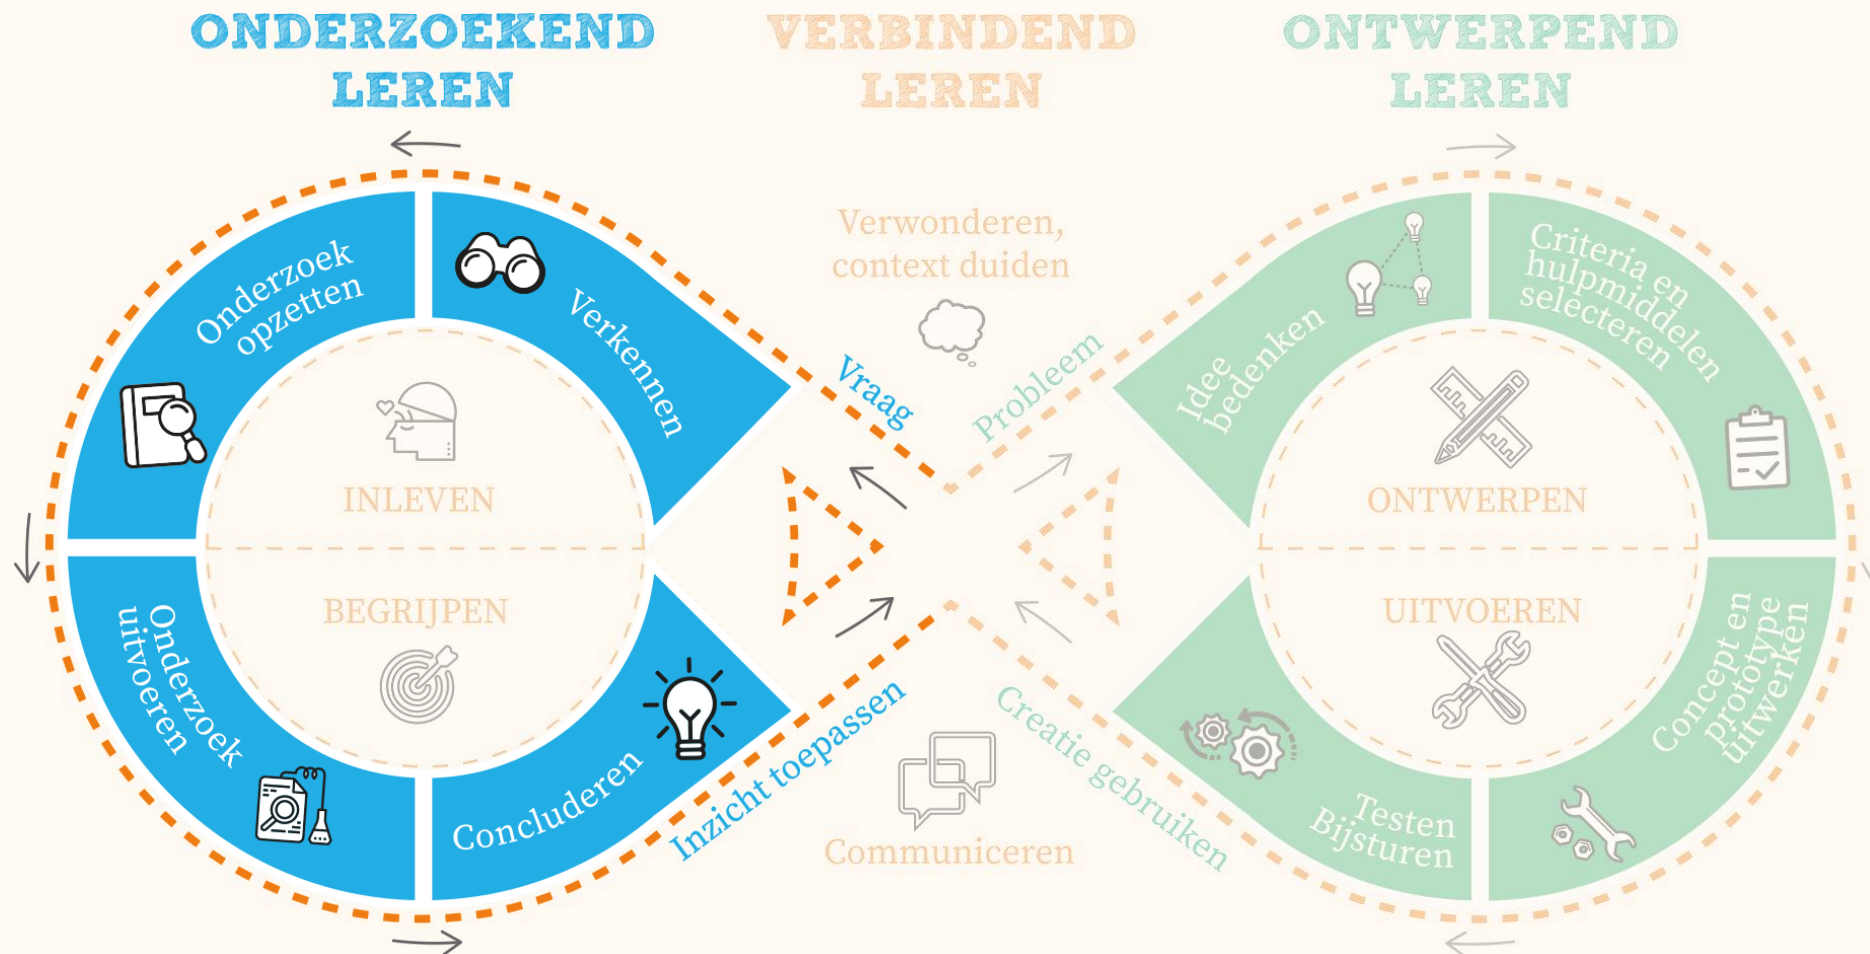 ONDERZOEKEND
LEREN
VERBINDEND
LEREN
ONTWERPEND
LEREN
Onderzoek
opzetten
Verkennen
INLEVEN
BEGRIJPEN
Onderzoek
uitvoeren
Concluderen
Vraag
Inzicht toepassen
Verwonderen,
context duiden
Communiceren
Probleem
Creatie gebruiken
Idee
bedenken
Criteria en
hulpmiddelen
selecteren
ONTWERPEN
UITVOEREN
Concept en
prototype
uitwerken
Testen
Bijsturen